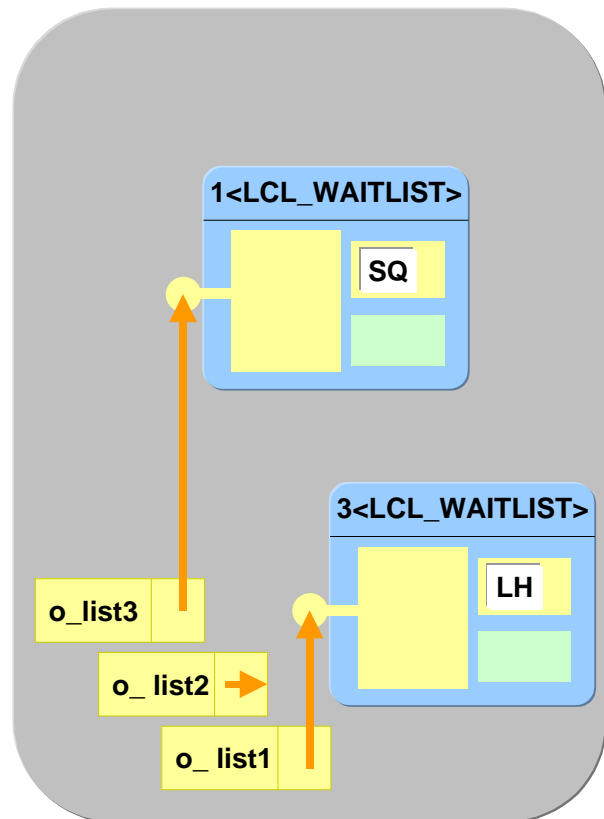 1<LCL_WAITLIST>
SQ
3<LCL_WAITLIST>
LH
o_list3
o_ list2
o_ list1